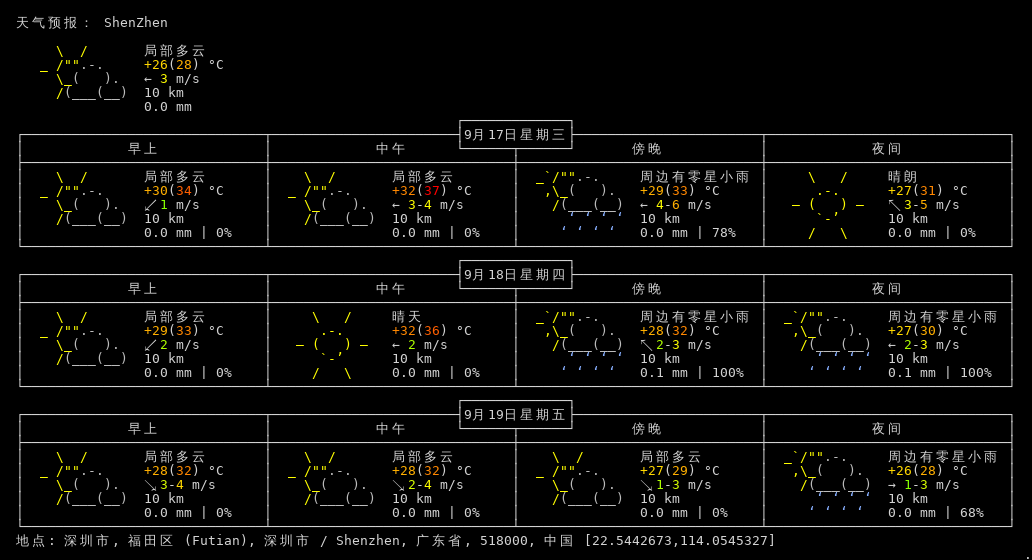 天气预报： ShenZhen
局部多云
+26(28) °C
← 3 m/s
10 km
0.0 mm
9月17日星期三
早上 中午 傍晚 夜间
局部多云 局部多云 周边有零星小雨 晴朗
+30(34) °C +32(37) °C +29(33) °C +27(31) °C
↙ 1 m/s ← 3-4 m/s ← 4-6 m/s ↖ 3-5 m/s
10 km 10 km 10 km 10 km
0.0 mm | 0% 0.0 mm | 0% 0.0 mm | 78% 0.0 mm | 0%
9月18日星期四
早上 中午 傍晚 夜间
局部多云 晴天 周边有零星小雨 周边有零星小雨
+29(33) °C +32(36) °C +28(32) °C +27(30) °C
↙ 2 m/s ← 2 m/s ↖ 2-3 m/s ← 2-3 m/s
10 km 10 km 10 km 10 km
0.0 mm | 0% 0.0 mm | 0% 0.1 mm | 100% 0.1 mm | 100%
9月19日星期五
早上 中午 傍晚 夜间
局部多云 局部多云 局部多云 周边有零星小雨
+28(32) °C +28(32) °C +27(29) °C +26(28) °C
↘ 3-4 m/s ↘ 2-4 m/s ↘ 1-3 m/s → 1-3 m/s
10 km 10 km 10 km 10 km
0.0 mm | 0% 0.0 mm | 0% 0.0 mm | 0% 0.0 mm | 68%
地点: 深圳市, 福田区 (Futian), 深圳市 / Shenzhen, 广东省, 518000, 中国 [22.5442673,114.0545327]